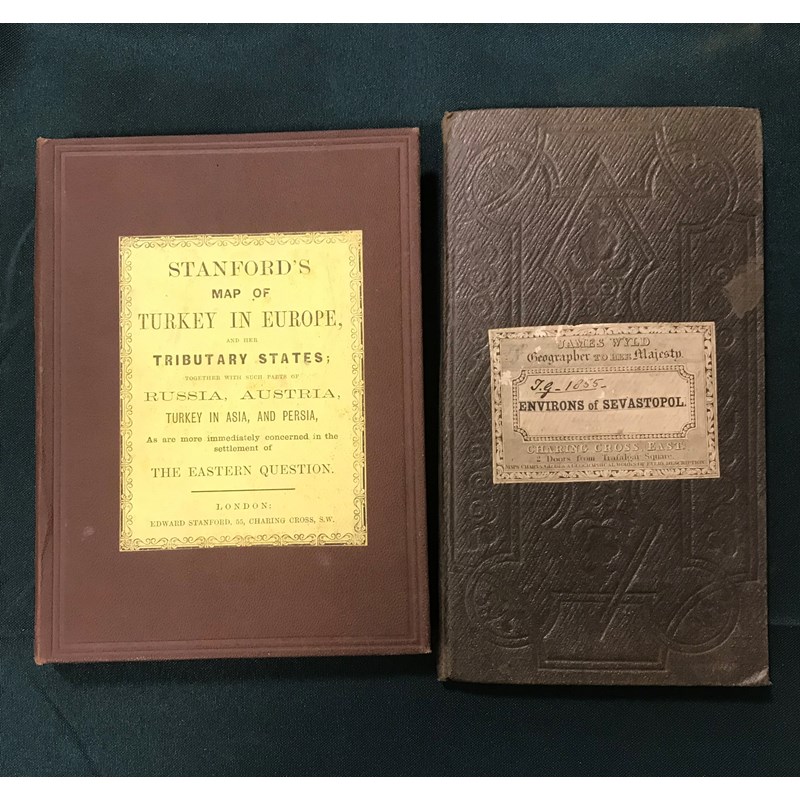 STANFORD'S
MAP OF
TURKEY IN EUROPE,
AND HER
TRIBUTARY STATES;
TOGETHER WITH SUCH PARTS OF
RUSSIA, AUSTRIA,
TURKEY IN ASIA, AND PERSIA,
As are more immediately concerned in the
settlement of
THE EASTERN QUESTION.
LONDON:
EDWARD STANFORD, 55, CHARING CROSS, S.W.
JAMES WYLD
Geographer TO HER Majesty.
1855
ENVIRONS of SEVASTOPOL.
CHARING CROSS EAST.
Doors from Trafalgar Square.